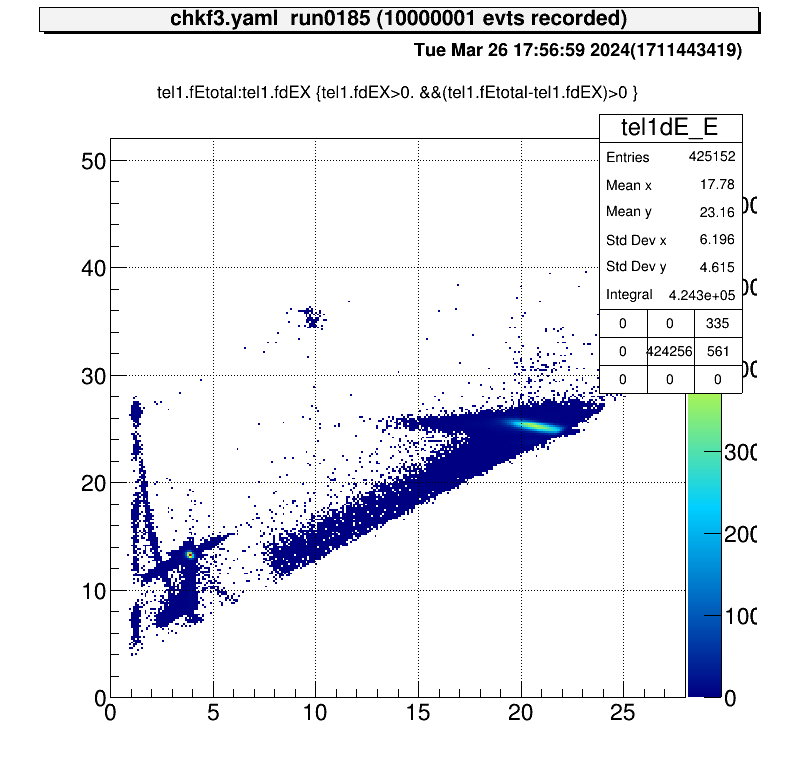 chkf3.yaml run0185 (10000001 evts recorded)
Tue Mar 26 17:56:59 2024(1711443419)
tel1.fEtotal:tel1.fdEX {tel1.fdEX>0. &&(tel1.fEtotal-tel1.fdEX)>0 }
tel1dE_E
Entries 425152
Mean x 17.78
Mean y 23.16
Std Dev x 6.196
Std Dev y 4.615
Integral 4.243e+05
0 0 335
0 424256 561
0 0 0
50
40
30
20
10
0
0 5 10 15 20 25
300
200
100
0